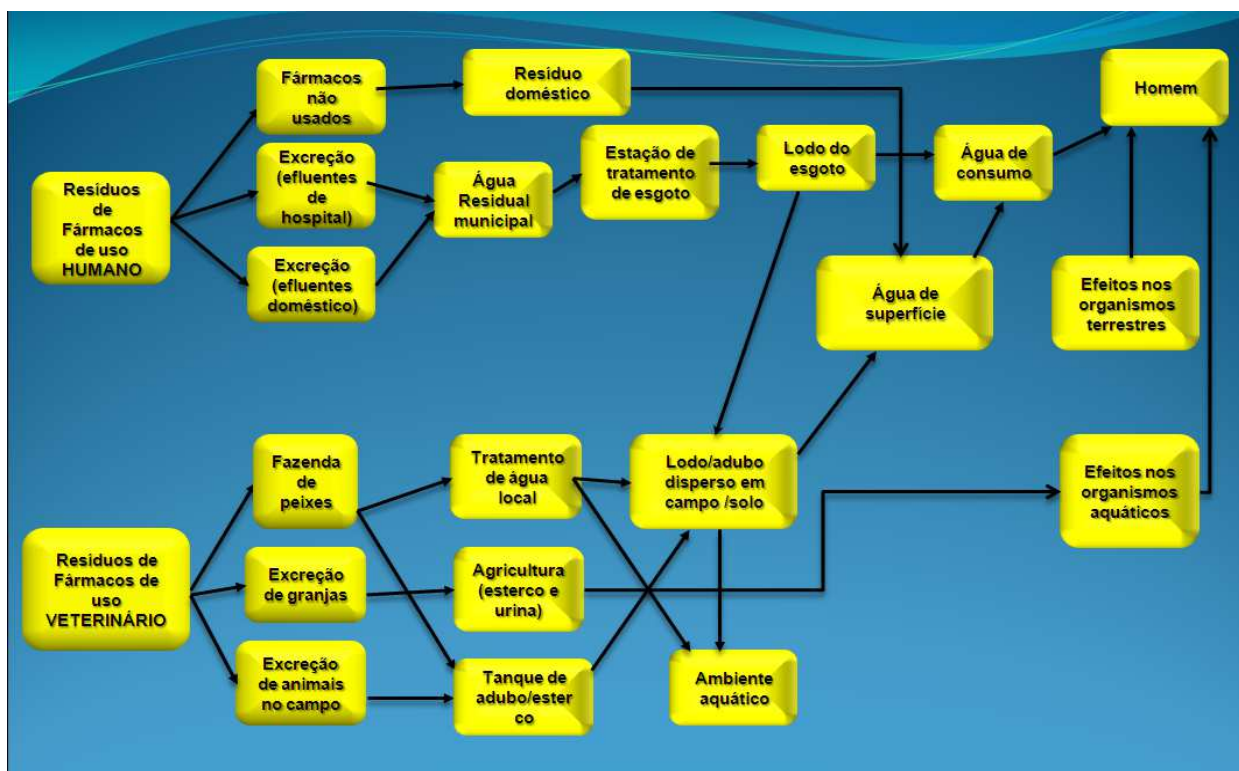 Fármacos
não
usados
Resíduo
doméstico
Homem
Excreção
(efluentes
de
hospital)
Estação de
tratamento
de esgoto
Lodo do
esgoto
Água de
consumo
Resíduos
de
Fármacos
de uso
HUMANO
Água
Residual
municipal
Excreção
(efluentes
doméstico)
Água de
superfície
Efeitos nos
organismos
terrestres
Fazenda
de
peixes
Tratamento
de água
local
Lodo/adubo
disperso em
campo /solo
Efeitos nos
organismos
aquáticos
Resíduos de
Fármacos de
uso
VETERINÁRIO
Excreção
de granjas
Agricultura
(esterco e
urina)
Excreção
de animais
no campo
Tanque de
adubo/ester
co
Ambiente
aquático